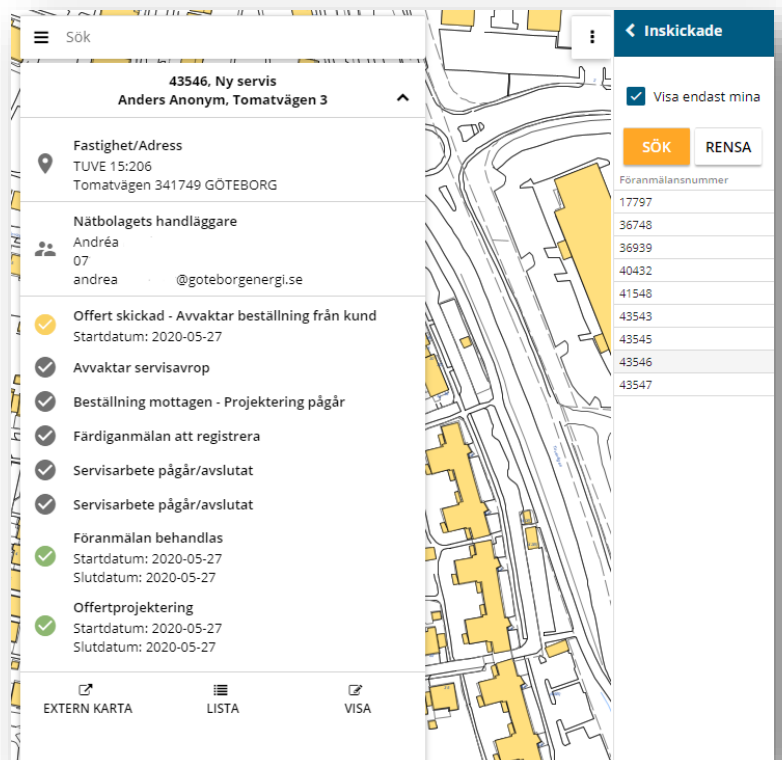 Sök
43546, Ny servis
Anders Anonym, Tomatvägen 3
Fastighet/Adress
TUVE 15:206
Tomatvägen 341749 GÖTEBORG
Nätbolagets handläggare
Andréa
07
andrea @goteborgenergi.se
Offert skickad - Avvaktar beställning från kund
Startdatum: 2020-05-27
Avvaktar servisavrop
Beställning mottagen - Projektering pågår
Färdiganmälan att registrera
Servisarbete pågår/avslutat
Servisarbete pågår/avslutat
Föranmälan behandlas
Startdatum: 2020-05-27
Slutdatum: 2020-05-27
Offertprojektering
Startdatum: 2020-05-27
Slutdatum: 2020-05-27
EXTERN KARTA
LISTA
VISA
Inskickade
Visa endast mina
SÖK
RENSA
Föranmälansnummer
17797
36748
36939
40432
41548
43543
43545
43546
43547